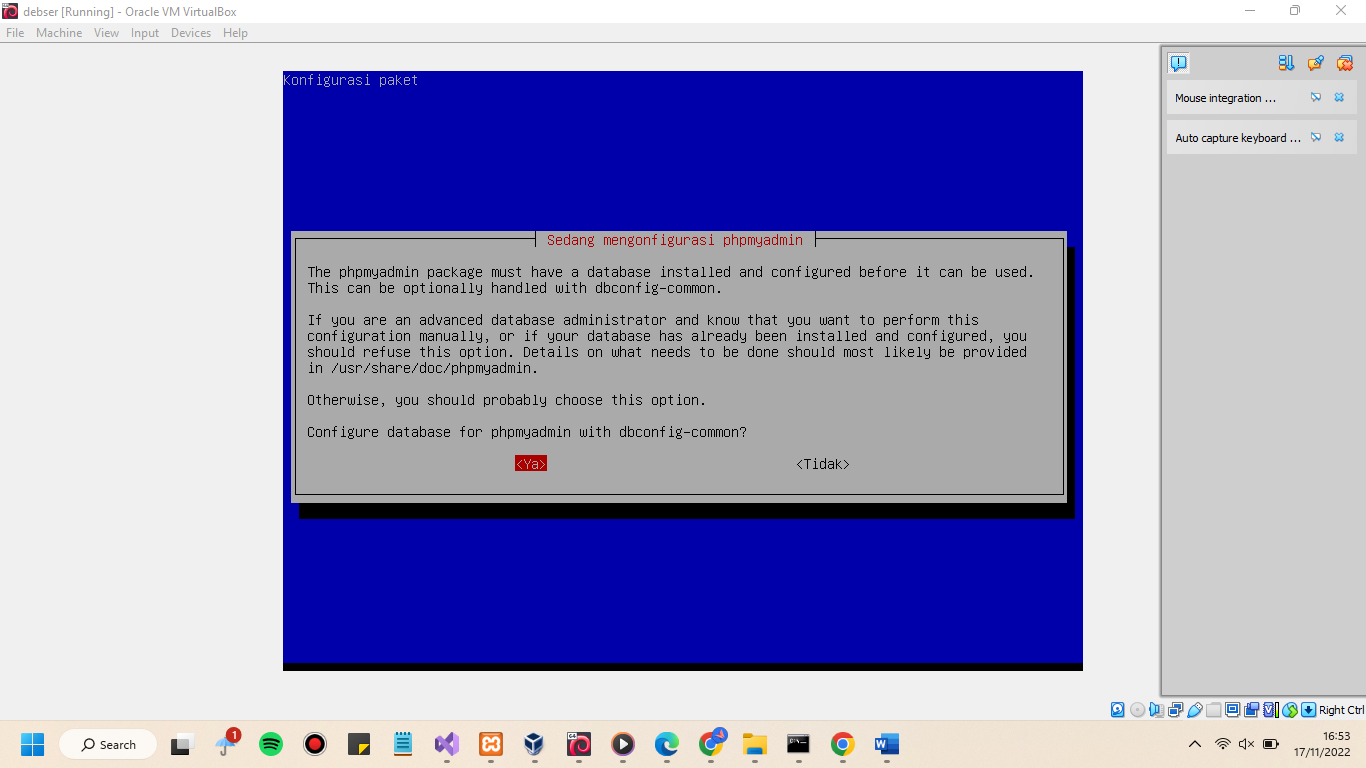 debser [Running] - Oracle VM VirtualBox
File Machine View Input Devices Help
Konfigurasi paket
Mouse integration ...
Auto capture keyboard ...
Sedang mengonfigurasi phpmyadmin
The phpmyadmin package must have a database installed and configured before it can be used.
This can be optionally handled with dbconfig-common.
If you are an advanced database administrator and know that you want to perform this
configuration manually, or if your database has already been installed and configured, you
should refuse this option. Details on what needs to be done should most likely be provided
in /usr/share/doc/phpmyadmin.
Otherwise, you should probably choose this option.
Configure database for phpmyadmin with dbconfig-common?
<Ya> <Tidak>
Right Ctrl
Search
1
16:53
17/11/2022